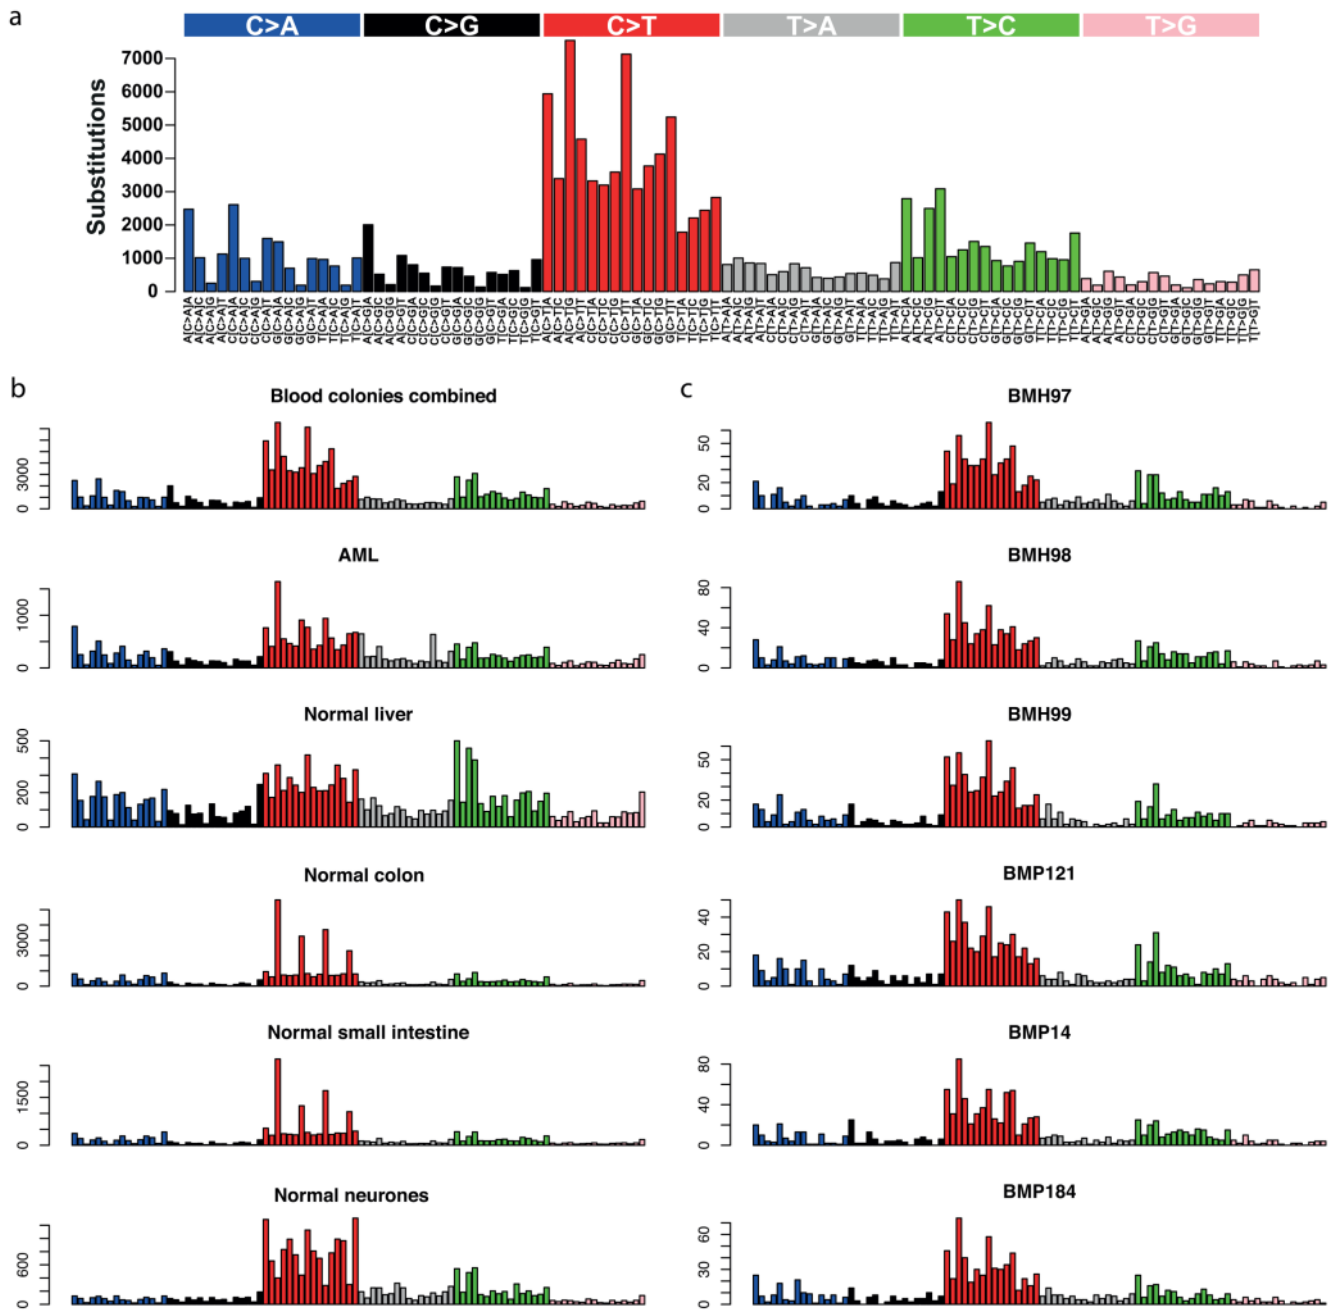 a
C>A C>G C>T T>A T>C T>G
Substitutions
7000
6000
5000
4000
3000
2000
1000
0
A[C>A]A A[C>A]C A[C>A]G A[C>A]T C[C>A]A C[C>A]C C[C>A]G C[C>A]T G[C>A]A G[C>A]C G[C>A]G G[C>A]T T[C>A]A T[C>A]C T[C>A]G T[C>A]T A[C>G]A A[C>G]C A[C>G]G A[C>G]T C[C>G]A C[C>G]C C[C>G]G C[C>G]T G[C>G]A G[C>G]C G[C>G]G G[C>G]T T[C>G]A T[C>G]C T[C>G]G T[C>G]T A[C>T]A A[C>T]C A[C>T]G A[C>T]T C[C>T]A C[C>T]C C[C>T]G C[C>T]T G[C>T]A G[C>T]C G[C>T]G G[C>T]T T[C>T]A T[C>T]C T[C>T]G T[C>T]T A[T>A]A A[T>A]C A[T>A]G A[T>A]T C[T>A]A C[T>A]C C[T>A]G C[T>A]T G[T>A]A G[T>A]C G[T>A]G G[T>A]T T[T>A]A T[T>A]C T[T>A]G T[T>A]T A[T>C]A A[T>C]C A[T>C]G A[T>C]T C[T>C]A C[T>C]C C[T>C]G C[T>C]T G[T>C]A G[T>C]C G[T>C]G G[T>C]T T[T>C]A T[T>C]C T[T>C]G T[T>C]T A[T>G]A A[T>G]C A[T>G]G A[T>G]T C[T>G]A C[T>G]C C[T>G]G C[T>G]T G[T>G]A G[T>G]C G[T>G]G G[T>G]T T[T>G]A T[T>G]C T[T>G]G T[T>G]T
b
Blood colonies combined
3000
0
AML
1000
0
Normal liver
500
200
0
Normal colon
3000
0
Normal small intestine
1500
0
Normal neurones
600
0
c
BMH97
50
20
0
BMH98
80
40
0
BMH99
50
20
0
BMP121
40
20
0
BMP14
80
40
0
BMP184
60
30
0